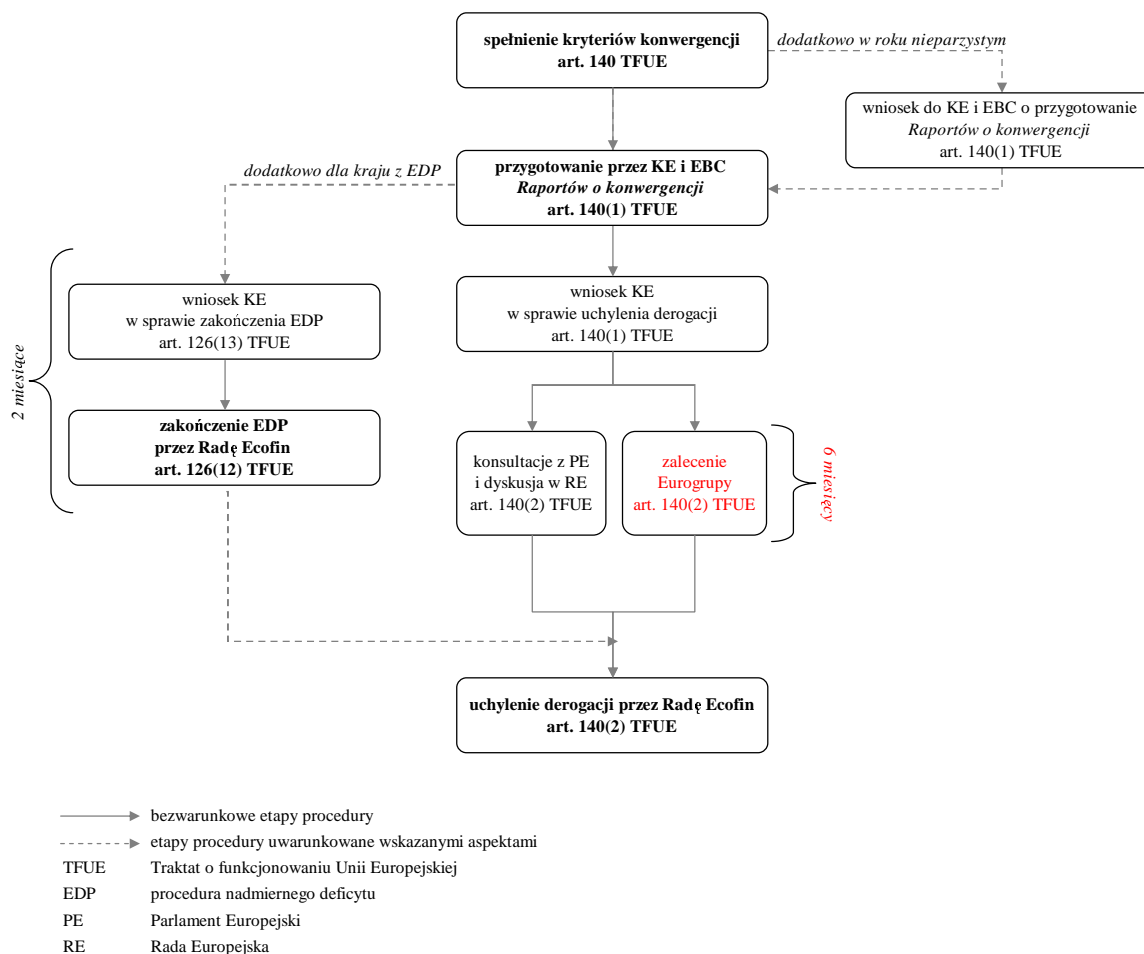 spełnienie kryteriów konwergencji
art. 140 TFUE
dodatkowo w roku nieparzystym
wniosek do KE i EBC o przygotowanie
Raportów o konwergencji
art. 140(1) TFUE
dodatkowo dla kraju z EDP
przygotowanie przez KE i EBC
Raportów o konwergencji
art. 140(1) TFUE
2 miesiące
wniosek KE
w sprawie zakończenia EDP
art. 126(13) TFUE
wniosek KE
w sprawie uchylenia derogacji
art. 140(1) TFUE
zakończenie EDP
przez Radę Ecofin
art. 126(12) TFUE
konsultacje z PE
i dyskusja w RE
art. 140(2) TFUE
zalecenie
Eurogrupy
art. 140(2) TFUE
6 miesięcy
uchylenie derogacji przez Radę Ecofin
art. 140(2) TFUE
bezwarunkowe etapy procedury
etapy procedury uwarunkowane wskazanymi aspektami
TFUE Traktat o funkcjonowaniu Unii Europejskiej
EDP procedura nadmiernego deficytu
PE Parlament Europejski
RE Rada Europejska